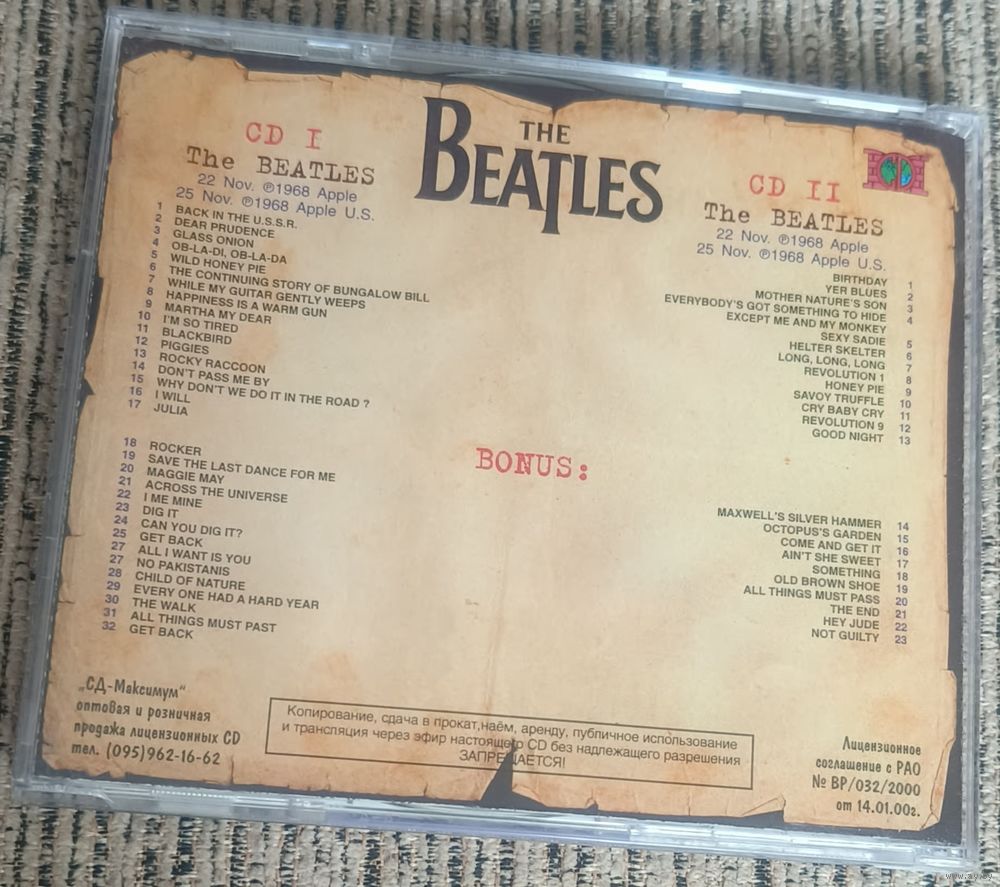 THE
BEATLES
CD I
The BEATLES
22 Nov. ℗1968 Apple
25 Nov. ℗1968 Apple U.S.
1 BACK IN THE U.S.S.R.
2 DEAR PRUDENCE
3 GLASS ONION
4 OB-LA-DI, OB-LA-DA
5 WILD HONEY PIE
6 THE CONTINUING STORY OF BUNGALOW BILL
7 WHILE MY GUITAR GENTLY WEEPS
8 HAPPINESS IS A WARM GUN
9 MARTHA MY DEAR
10 I'M SO TIRED
11 BLACKBIRD
12 PIGGIES
13 ROCKY RACCOON
14 DON'T PASS ME BY
15 WHY DON'T WE DO IT IN THE ROAD ?
16 I WILL
17 JULIA
CD II
The BEATLES
22 Nov. ℗1968 Apple
25 Nov. ℗1968 Apple U.S.
CD
BIRTHDAY 1
YER BLUES 2
MOTHER NATURE'S SON 3
EVERYBODY'S GOT SOMETHING TO HIDE 4
EXCEPT ME AND MY MONKEY
SEXY SADIE 5
HELTER SKELTER 6
LONG, LONG, LONG 7
REVOLUTION 1 8
HONEY PIE 9
SAVOY TRUFFLE 10
CRY BABY CRY 11
REVOLUTION 9 12
GOOD NIGHT 13
BONUS:
18 ROCKER
19 SAVE THE LAST DANCE FOR ME
20 MAGGIE MAY
21 ACROSS THE UNIVERSE
22 I ME MINE
23 DIG IT
24 CAN YOU DIG IT?
25 GET BACK
27 ALL I WANT IS YOU
27 NO PAKISTANIS
28 CHILD OF NATURE
29 EVERY ONE HAD A HARD YEAR
30 THE WALK
31 ALL THINGS MUST PAST
32 GET BACK
MAXWELL'S SILVER HAMMER 14
OCTOPUS'S GARDEN 15
COME AND GET IT 16
AIN'T SHE SWEET 17
SOMETHING 18
OLD BROWN SHOE 19
ALL THINGS MUST PASS 20
THE END 21
HEY JUDE 22
NOT GUILTY 23
„СД-Максимум"
оптовая и розничная
продажа лицензионных CD
тел. (095)962-16-62
Копирование, сдача в прокат,наём, аренду, публичное использование
и трансляция через эфир настоящего CD без надлежащего разрешения
ЗАПРЕЩАЕТСЯ!
Лицензионное
соглашение с РАО
№ ВР/032/2000
от 14.01.00г.
www.ay.by